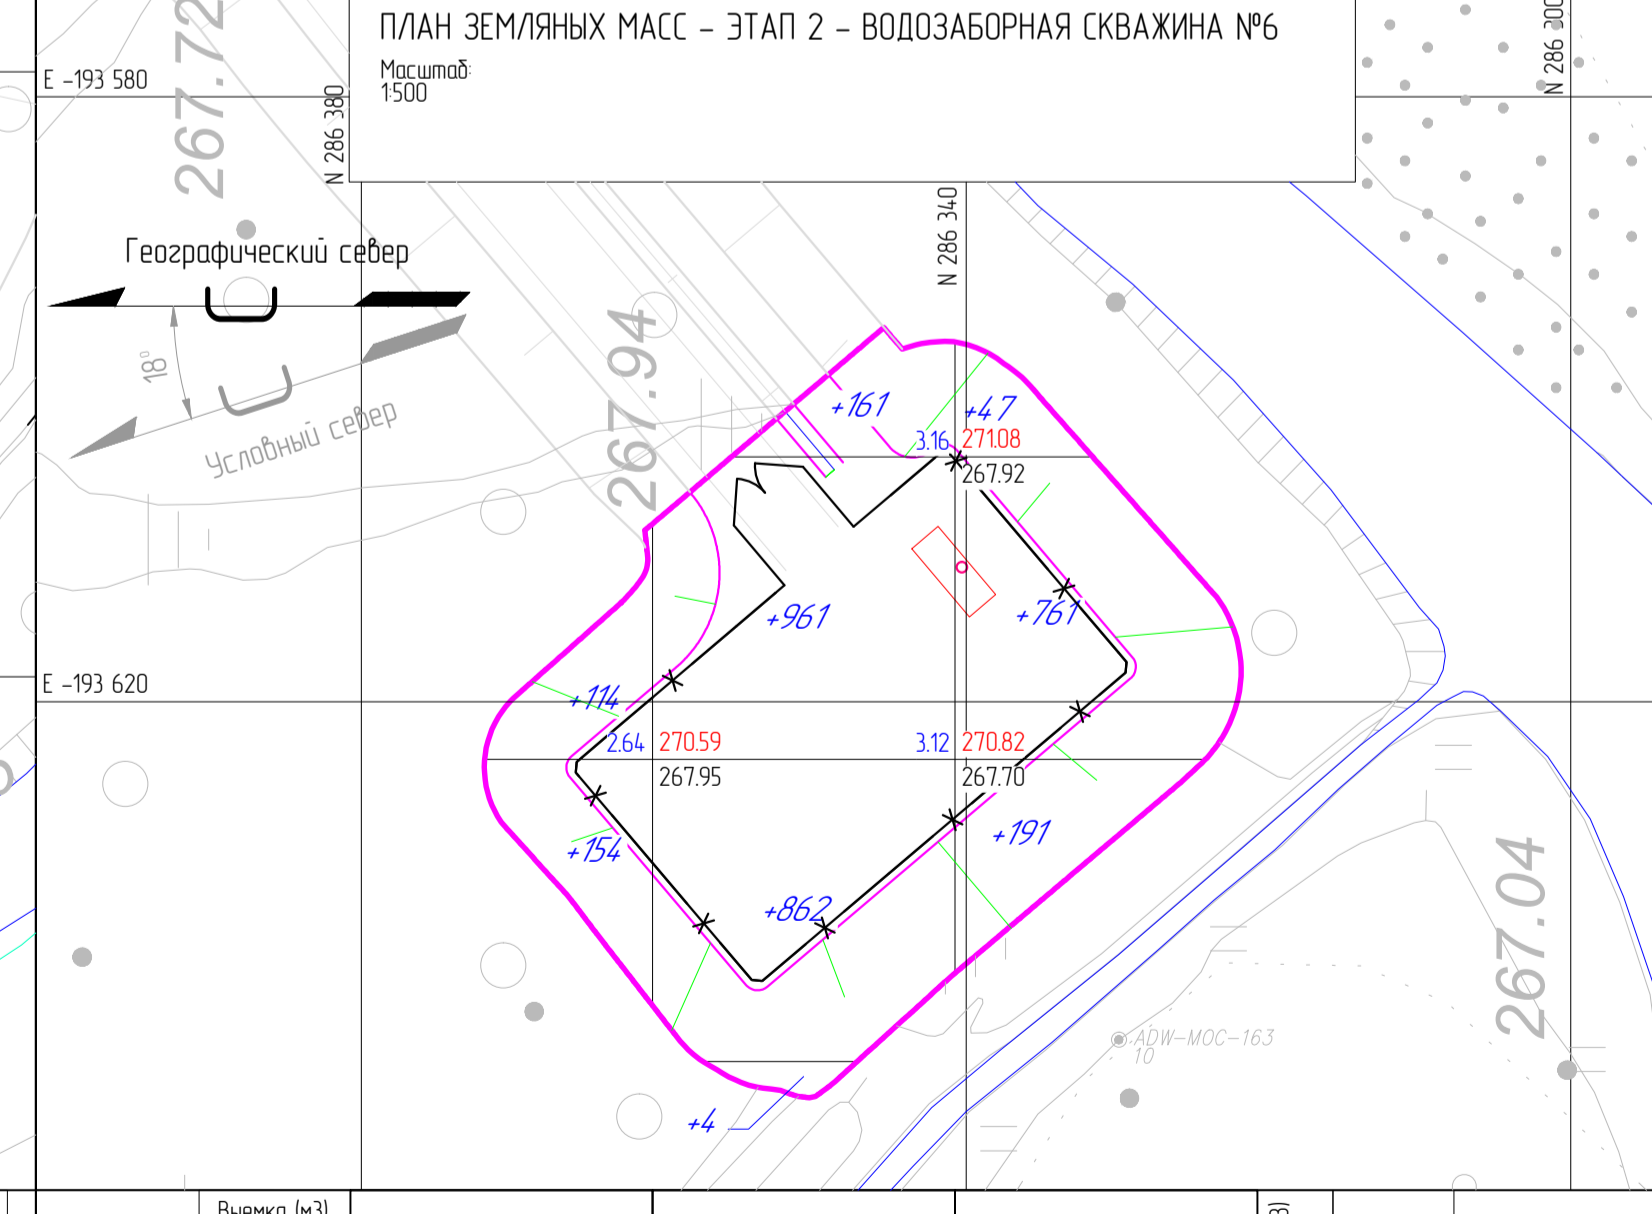 ПЛАН ЗЕМЛЯНЫХ МАСС – ЭТАП 2 – ВОДОЗАБОРНАЯ СКВАЖИНА №6
Масштаб:
1:500
E -193 580
N 286 380
N 286 340
N 286 300
267.72
Географический север
18°
Условный север
267.94
+161
+47
3.16 271.08
267.92
+961
+761
E -193 620
+114
2.64 270.59
267.95
3.12 270.82
267.70
+154
+191
+862
267.04
ADW-MOC-163
10
+4
Выемка (м3)